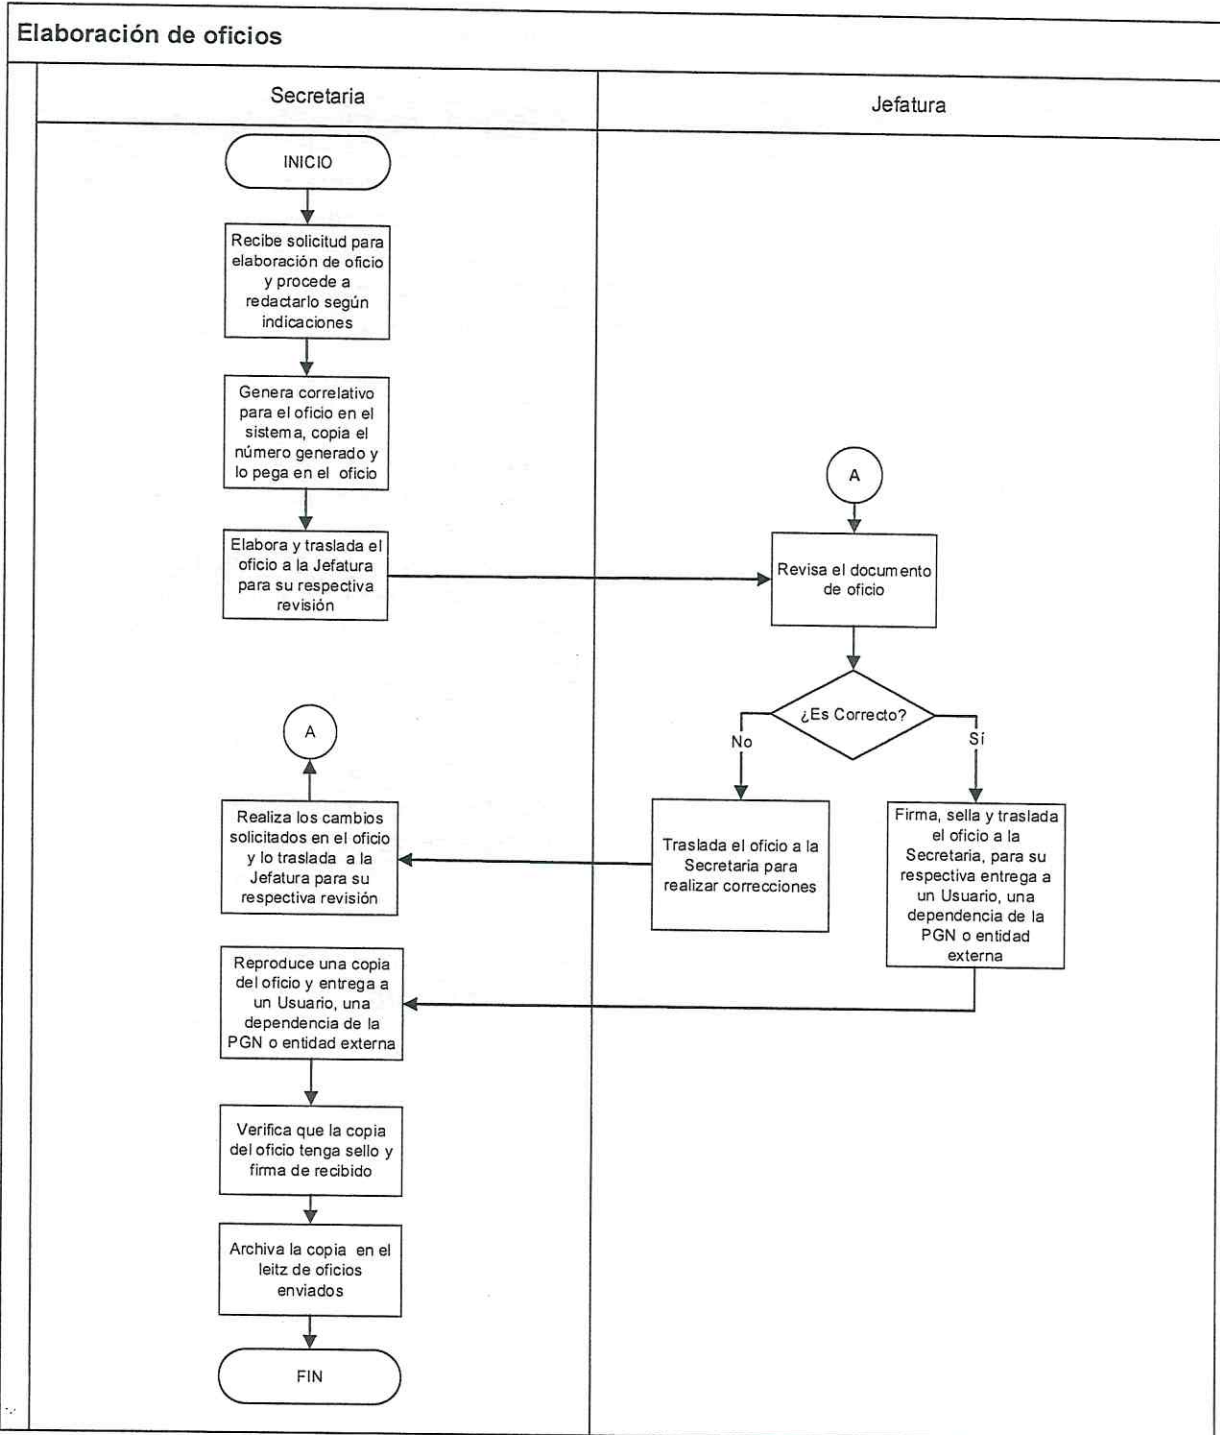 Elaboración de oficios
Secretaria
Jefatura
INICIO
Recibe solicitud para
elaboración de oficio
y procede a
redactarlo según
indicaciones
Genera correlativo
para el oficio en el
sistema, copia el
número generado y
lo pega en el oficio
Elabora y traslada el
oficio a la Jefatura
para su respectiva
revisión
A
Revisa el documento
de oficio
¿Es Correcto?
No
Sí
Traslada el oficio a la
Secretaria para
realizar correcciones
Firma, sella y traslada
el oficio a la
Secretaria, para su
respectiva entrega a
un Usuario, una
dependencia de la
PGN o entidad
externa
A
Realiza los cambios
solicitados en el oficio
y lo traslada a la
Jefatura para su
respectiva revisión
Reproduce una copia
del oficio y entrega a
un Usuario, una
dependencia de la
PGN o entidad externa
Verifica que la copia
del oficio tenga sello y
firma de recibido
Archiva la copia en el
leitz de oficios
enviados
FIN